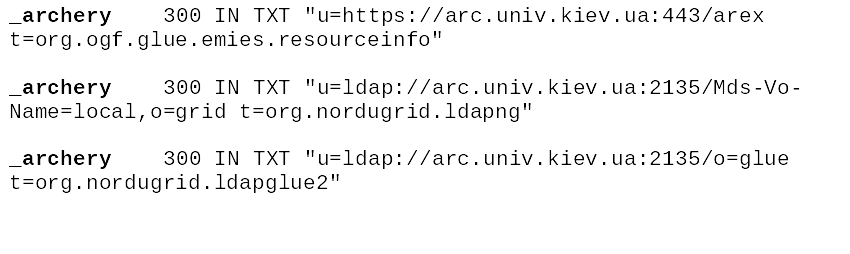 _archery    300 IN TXT "u=https://arc.univ.kiev.ua:443/arex
t=org.ogf.glue.emies.resourceinfo"
_archery    300 IN TXT "u=ldap://arc.univ.kiev.ua:2135/Mds-Vo-
Name=local,o=grid t=org.nordugrid.ldapng"
_archery    300 IN TXT "u=ldap://arc.univ.kiev.ua:2135/o=glue
t=org.nordugrid.ldapglue2"